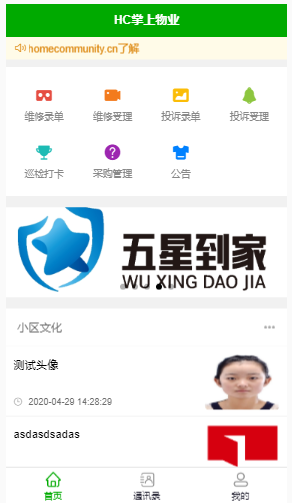 HC掌上物业
homecommunity.cn了解
维修录单 维修受理 投诉录单 投诉受理
巡检打卡 采购管理 公告
五星到家
WU XING DAO JIA
小区文化
测试头像
2020-04-29 14:28:29
asdasdsadas
首页 通讯录 我的